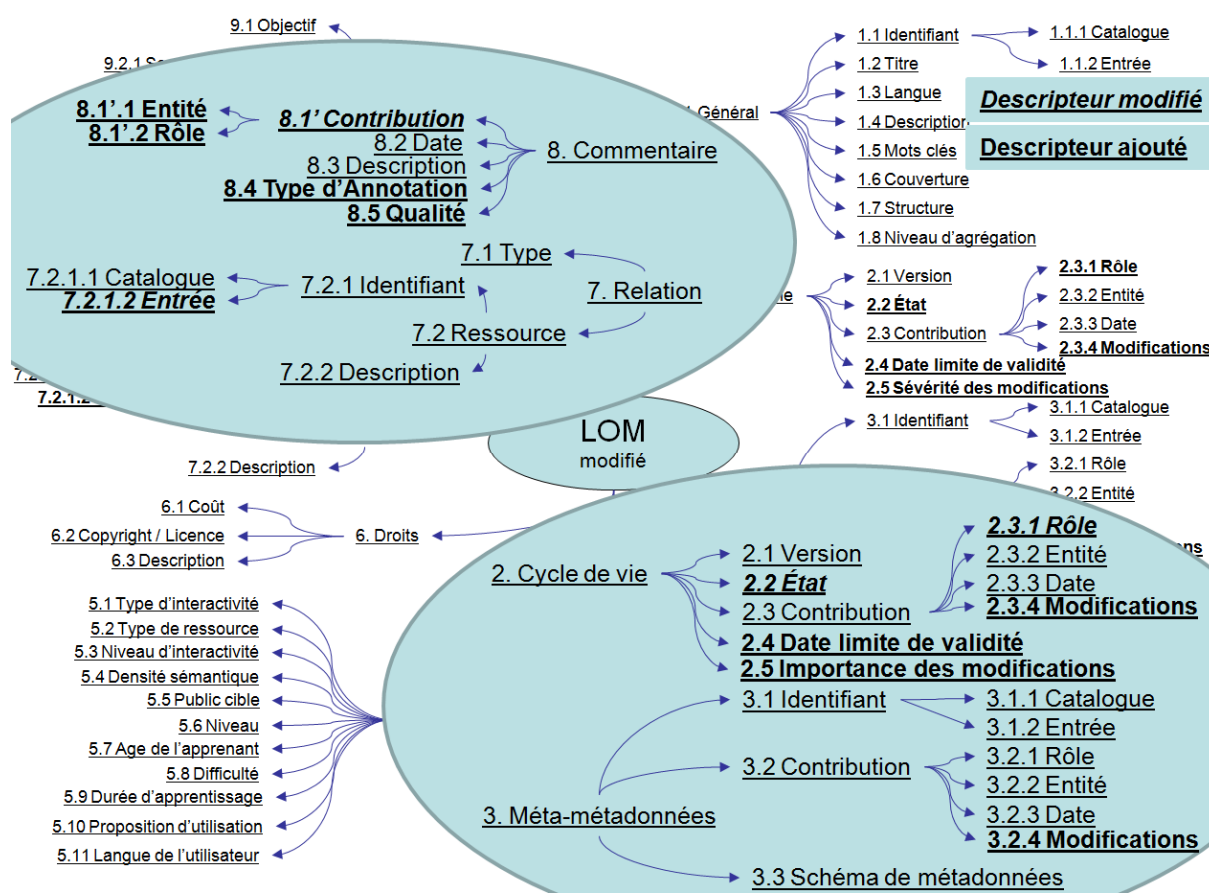 9.1 Objectif
9.2.1 S
8.1'.1 Entité
8.1'.2 Rôle
8.1' Contribution
8.2 Date
8.3 Description
8.4 Type d'Annotation
8.5 Qualité
8. Commentaire
7.1 Type
7.2.1.1 Catalogue
7.2.1.2 Entrée
7.2.1 Identifiant
7. Relation
7.2 Ressource
7.2.2 Description
7.2.1.2
7.2.2 Description
Général
1.1 Identifiant
1.1.1 Catalogue
1.1.2 Entrée
1.2 Titre
1.3 Langue
1.4 Description
1.5 Mots clés
1.6 Couverture
1.7 Structure
1.8 Niveau d'agrégation
Descripteur modifié
Descripteur ajouté
2.1 Version
2.2 État
2.3 Contribution
2.3.1 Rôle
2.3.2 Entité
2.3.3 Date
2.3.4 Modifications
2.4 Date limite de validité
2.5 Sévérité des modifications
3.1 Identifiant
3.1.1 Catalogue
3.1.2 Entrée
3.2.1 Rôle
3.2.2 Entité
LOM
modifié
6.1 Coût
6.2 Copyright / Licence
6.3 Description
6. Droits
5.1 Type d'interactivité
5.2 Type de ressource
5.3 Niveau d'interactivité
5.4 Densité sémantique
5.5 Public cible
5.6 Niveau
5.7 Age de l'apprenant
5.8 Difficulté
5.9 Durée d'apprentissage
5.10 Proposition d'utilisation
5.11 Langue de l'utilisateur
2. Cycle de vie
2.1 Version
2.2 État
2.3 Contribution
2.3.1 Rôle
2.3.2 Entité
2.3.3 Date
2.3.4 Modifications
2.4 Date limite de validité
2.5 Importance des modifications
3. Méta-métadonnées
3.1 Identifiant
3.1.1 Catalogue
3.1.2 Entrée
3.2 Contribution
3.2.1 Rôle
3.2.2 Entité
3.2.3 Date
3.2.4 Modifications
3.3 Schéma de métadonnées